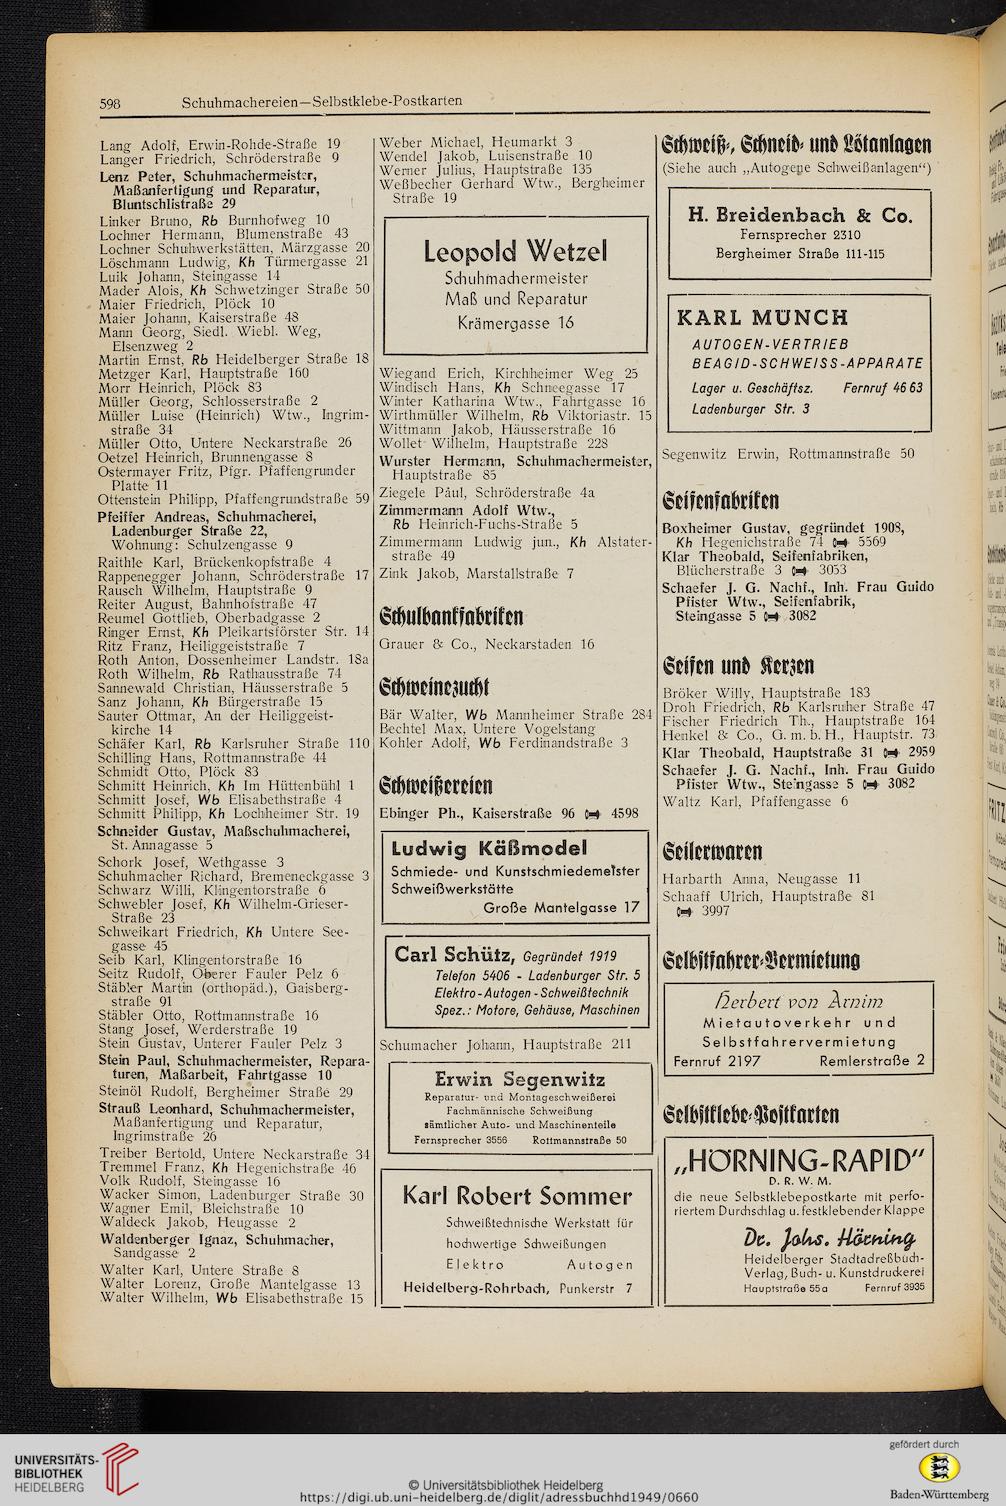 598 Schuhmachereien—Selbstklebe-Postkarten
Lang Adolf, Erwin-Rohde-Straße 19
Langer Friedrich, Schröderstraße 9
Lenz Peter, Schuhmachermeister,
Maßanfertigung und Reparatur,
Bluntschlistraße 29
Linker Bruno, Rb Burnhofweg 10
Lochner Hermann, Blumenstraße 43
Lochner Schuhwerkstätten, Märzgasse 20
Löschmann Ludwig, Kh Türmergasse 21
Luik Johann, Steingasse 14
Mader Alois, Kh Schwetzinger Straße 50
Maier Friedrich, Plöck 10
Maier Johann, Kaiserstraße 48
Mann Georg, Siedl. Wiebl. Weg,
Elsenzweg 2
Martin Ernst, Rb Heidelberger Straße 18
Metzger Karl, Hauptstraße 160
Morr Heinrich, Plöck 83
Müller Georg, Schlosserstraße 2
Müller Luise (Heinrich) Wtw., Ingrim-
straße 34
Müller Otto, Untere Neckarstraße 26
Oetzel Heinrich, Brunnengasse 8
Ostermayer Fritz, Pfgr. Pfaffengrunder
Platte 11
Ottenstein Philipp, Pfaffengrundstraße 59
Pfeiffer Andreas, Schuhmacherei,
Ladenburger Straße 22,
Wohnung: Schulzengasse 9
Raithle Karl, Brückenkopfstraße 4
Rappenegger Johann, Schröderstraße 17
Rausch Wilhelm, Hauptstraße 9
Reiter August, Bahnhofstraße 47
Reumel Gottlieb, Oberbadgasse 2
Ringer Ernst, Kh Pleikartsförster Str. 14
Ritz Franz, Heiliggeiststraße 7
Roth Anton, Dossenheimer Landstr. 18a
Roth Wilhelm, Rb Rathausstraße 74
Sannewald Christian, Häusserstraße 5
Sanz Johann, Kh Bürgerstraße 15
Sauter Ottmar, An der Heiliggeist-
kirche 14
Schäfer Karl, Rb Karlsruher Straße 110
Schilling Hans, Rottmannstraße 44
Schmidt Otto, Plöck 83
Schmitt Heinrich, Kh Im Hüttenbühl 1
Schmitt Josef, Wb Elisabethstraße 4
Schmitt Philipp, Kh Lochheimer Str. 19
Schneider Gustav, Maßschuhmacherei,
St. Annagasse 5
Schork Josef, Wethgasse 3
Schuhmacher Richard, Bremeneckgasse 3
Schwarz Willi, Klingentorstraße 6
Schwebler Josef, Kh Wilhelm-Grieser-
Straße 23
Schweikart Friedrich, Kh Untere See-
gasse 45
Seib Karl, Klingentorstraße 16
Seitz Rudolf, Oberer Fauler Pelz 6
Stäbler Martin (orthopäd.), Gaisberg-
straße 91
Stäbler Otto, Rottmannstraße 16
Stang Josef, Werderstraße 19
Stein Gustav, Unterer Fauler Pelz 3
Stein Paul, Schuhmachermeister, Repara-
turen, Maßarbeit, Fahrtgasse 10
Steinöl Rudolf, Bergheimer Straße 29
Strauß Leonhard, Schuhmachermeister,
Maßanfertigung und Reparatur,
Ingrimstraße 26
Treiber Bertold, Untere Neckarstraße 34
Tremmel Franz, Kh Hegenichstraße 46
Volk Rudolf, Steingasse 16
Wacker Simon, Ladenburger Straße 30
Wagner Emil, Bleichstraße 10
Waldeck Jakob, Heugasse 2
Waldenberger Ignaz, Schuhmacher,
Sandgasse 2
Walter Karl, Untere Straße 8
Walter Lorenz, Große Mantelgasse 13
Walter Wilhelm, Wb Elisabethstraße 15
Weber Michael, Heumarkt 3
Wendel Jakob, Luisenstraße 10
Werner Julius, Hauptstraße 135
Weßbecher Gerhard Wtw., Bergheimer
Straße 19
Leopold Wetzel
Schuhmachermeister
Maß und Reparatur
Krämergasse 16
Wiegand Erich, Kirchheimer Weg 25
Windisch Hans, Kh Schneegasse 17
Winter Katharina Wtw., Fahrtgasse 16
Wirthmüller Wilhelm, Rb Viktoriastr. 15
Wittmann Jakob, Häusserstraße 16
Wollet Wilhelm, Hauptstraße 228
Wurster Hermann, Schuhmachermeister,
Hauptstraße 85
Ziegele Paul, Schröderstraße 4a
Zimmermann Adolf Wtw.,
Rb Heinrich-Fuchs-Straße 5
Zimmermann Ludwig jun., Kh Alstater-
straße 49
Zink Jakob, Marstallstraße 7
Schulbankfabriken
Grauer & Co., Neckarstaden 16
Schweinezucht
Bär Walter, Wb Mannheimer Straße 284
Bechtel Max, Untere Vogelstang
Kohler Adolf, Wb Ferdinandstraße 3
Schweißereien
Ebinger Ph., Kaiserstraße 96 4598
Ludwig Käßmodel
Schmiede- und Kunstschmiedemeister
Schweißwerkstätte
Große Mantelgasse 17
Carl Schütz, Gegründet 1919
Telefon 5406 - Ladenburger Str. 5
Elektro-Autogen-Schweißtechnik
Spez.: Motore, Gehäuse, Maschinen
Schumacher Johann, Hauptstraße 211
Erwin Segenwitz
Reparatur- und Montageschweißerei
Fachmännische Schweißung
sämtlicher Auto- und Maschinenteile
Fernsprecher 3556 Rottmannstraße 50
Karl Robert Sommer
Schweißtechnische Werkstatt für
hochwertige Schweißungen
Elektro Autogen
Heidelberg-Rohrbach, Punkerstr 7
Schweiß-, Schneid- und Lötanlagen
(Siehe auch „Autogene Schweißanlagen“)
H. Breidenbach & Co.
Fernsprecher 2310
Bergheimer Straße 111-115
KARL MÜNCH
AUTOGEN-VERTRIEB
BEAGID-SCHWEISS-APPARATE
Lager u. Geschäftsz. Fernruf 46 63
Ladenburger Str. 3
Segenwitz Erwin, Rottmannstraße 50
Seifenfabriken
Boxheimer Gustav, gegründet 1908,
Kh Hegenichstraße 74 5569
Klar Theobald, Seifenfabriken,
Blücherstraße 3 3053
Schaefer J. G. Nachf., Inh. Frau Guido
Pfister Wtw., Seifenfabrik,
Steingasse 5 3082
Seifen und Kerzen
Bröker Willy, Hauptstraße 183
Droh Friedrich, Rb Karlsruher Straße 47
Fischer Friedrich Th., Hauptstraße 164
Henkel & Co., G. m. b. H., Hauptstr. 73
Klar Theobald, Hauptstraße 31 2959
Schaefer J. G. Nachf., Inh. Frau Guido
Pfister Wtw., Steingasse 5 3082
Waltz Karl, Pfaffengasse 6
Seilerwaren
Harbarth Anna, Neugasse 11
Schaaff Ulrich, Hauptstraße 81
3997
Selbstfahrer-Vermietung
Herbert von Arnim
Mietautoverkehr und
Selbstfahrervermietung
Fernruf 2197 Remlerstraße 2
Selbstklebe-Postkarten
„HÖRNING-RAPID“
D. R. W. M.
die neue Selbstklebepostkarte mit perfo-
riertem Durchschlag u. festklebender Klappe
Dr. Johs. Hörning
Heidelberger Stadtadreßbuch-
Verlag, Buch- u. Kunstdruckerei
Hauptstraße 55a Fernruf 3935
UNIVERSITÄTS-
BIBLIOTHEK
HEIDELBERG
© Universitätsbibliothek Heidelberg
https://digi.ub.uni-heidelberg.de/diglit/adressbuchhd1949/0660
gefördert durch
Baden-Württemberg